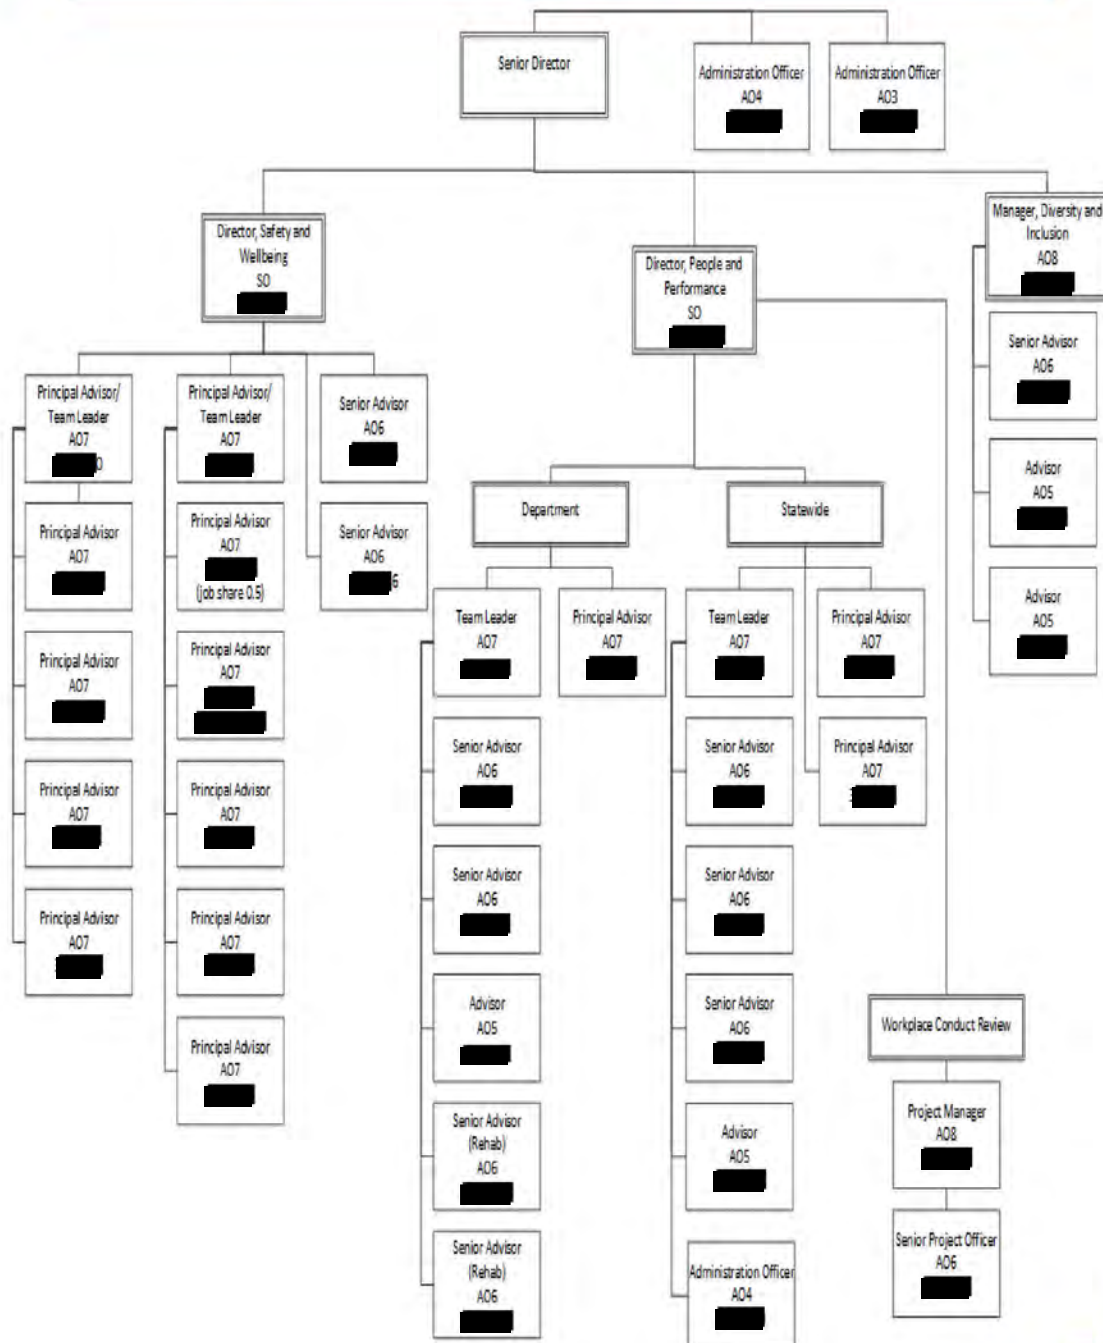 Senior Director
Administration Officer
AO4
Administration Officer
AO3
Director, Safety and
Wellbeing
SO
Director, People and
Performance
SO
Manager, Diversity and
Inclusion
AO8
Senior Advisor
AO6
Advisor
AO5
Advisor
AO5
Principal Advisor/
Team Leader
AO7
0
Principal Advisor
AO7
Principal Advisor
AO7
Principal Advisor
AO7
Principal Advisor
AO7
Principal Advisor/
Team Leader
AO7
Principal Advisor
AO7
(job share 0.5)
Principal Advisor
AO7
Principal Advisor
AO7
Principal Advisor
AO7
Principal Advisor
AO7
Senior Advisor
AO6
Senior Advisor
AO6
6
Department
Team Leader
AO7
Senior Advisor
AO6
Senior Advisor
AO6
Advisor
AO5
Senior Advisor
(Rehab)
AO6
Senior Advisor
(Rehab)
AO6
Principal Advisor
AO7
Statewide
Team Leader
AO7
Senior Advisor
AO6
Senior Advisor
AO6
Senior Advisor
AO6
Advisor
AO5
Administration Officer
AO4
Principal Advisor
AO7
Principal Advisor
AO7
Workplace Conduct Review
Project Manager
AO8
Senior Project Officer
AO6